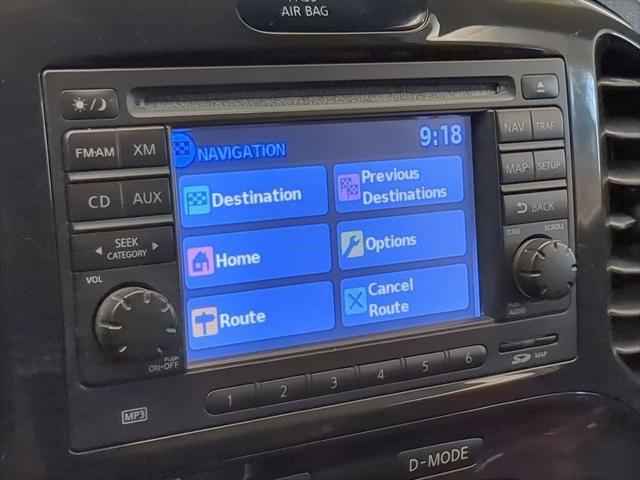 PASS
AIR BAG
FM·AM
XM
CD
AUX
SEEK
CATEGORY
VOL
PUSH
ON·OFF
MP3
NAVIGATION
9:18
Destination
Previous
Destinations
Home
Options
Route
Cancel
Route
NAV
TRAF
MAP
SETUP
BACK
TUNE
SCROLL
PUSH
AUDIO
SD
MAP
1
2
3
4
5
6
D-MODE